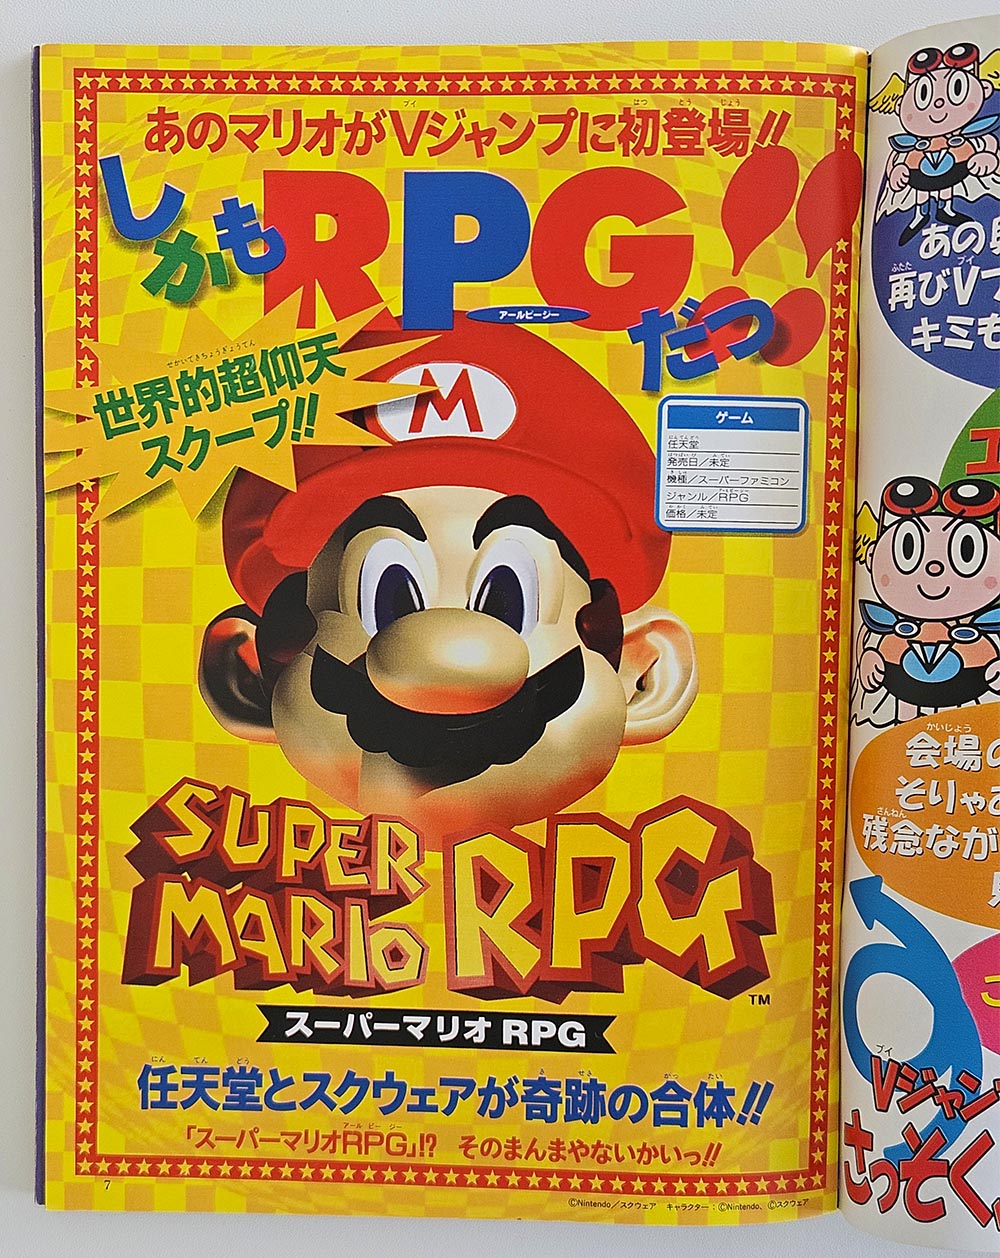 あのマリオがVジャンプに初登場!!
しかもRPGだっ!!
アールピージー
世界的超仰天
スクープ!!
M
ゲーム
任天堂
発売日/未定
機種/スーパーファミコン
ジャンル/RPG
価格/未定
SUPER
MARIO RPG
TM
スーパーマリオ RPG
任天堂とスクウェアが奇跡の合体!!
「スーパーマリオRPG」!? そのまんまやないかいっ!!
7
©Nintendo/スクウェア キャラクター:©Nintendo、©スクウェア
あの
再びV
キミも
エ
会場の
そりゃ
残念なが
Vジャン
さっそく